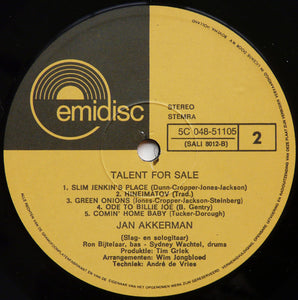 emidisc
STEREO
STEMRA
5C 048-51105
(SALI 8012-B)
2
TALENT FOR SALE
1. SLIM JENKIN'S PLACE (Dunn-Cropper-Jones-Jackson)
2. HINEIMATOV (Trad.)
3. GREEN ONIONS (Jones-Cropper-Jackson-Steinberg)
4. ODE TO BILLIE JOE (B. Gentry)
5. COMIN' HOME BABY (Tucker-Dorough)
JAN AKKERMAN
(Slag- en sologitaar)
Ron Bijtelaar, bas - Sydney Wachtel, drums
Produktie: Tim Griek
Arrangementen: Wim Jongbloed
Techniek: André de Vries